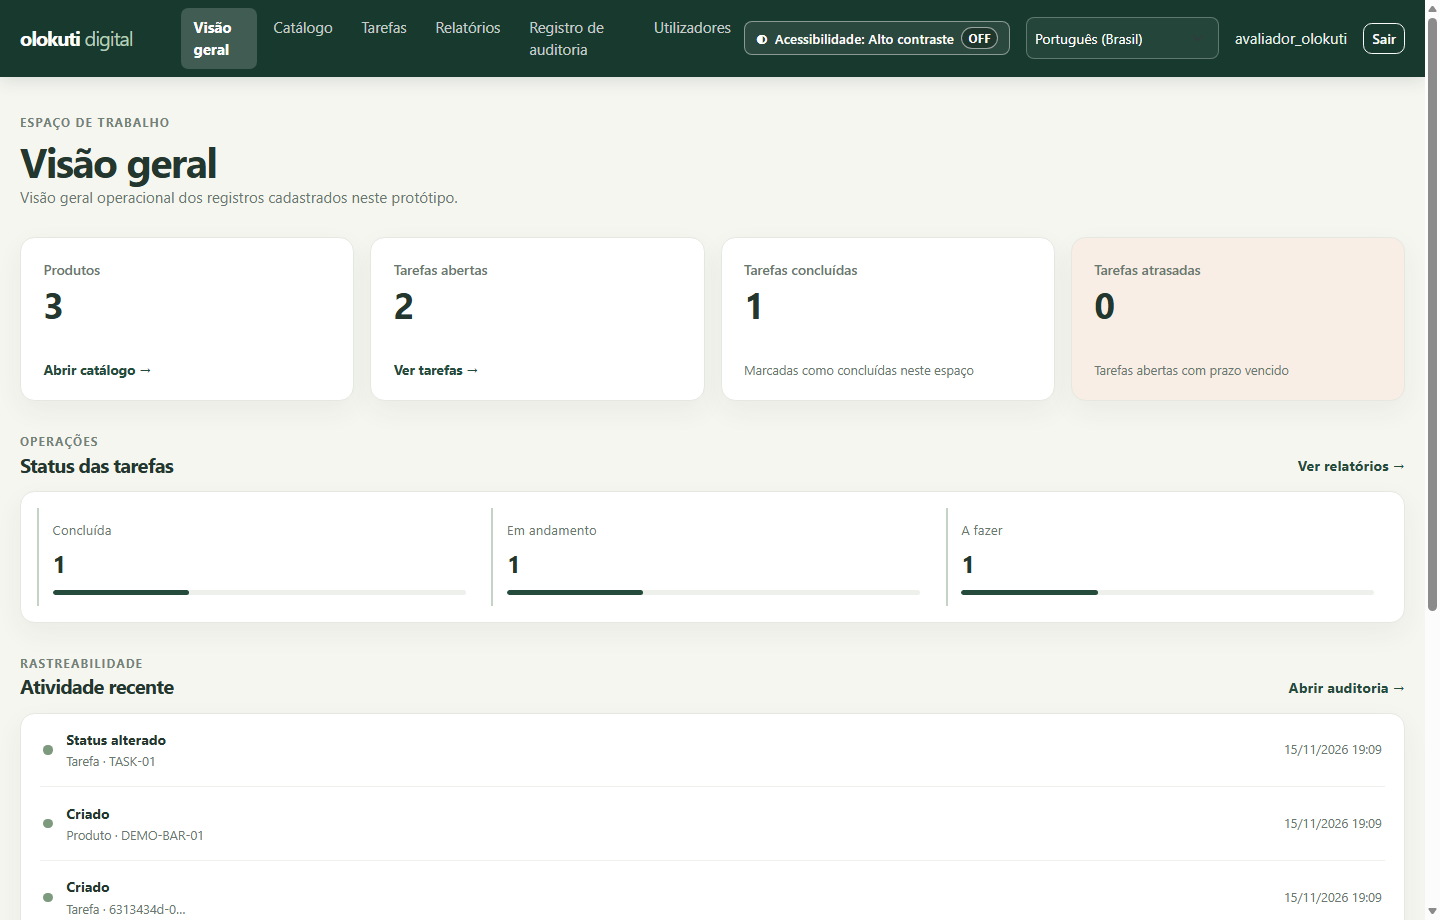 olokuti digital
Visão
geral
Catálogo
Tarefas
Relatórios
Registro de
auditoria
Utilizadores
Acessibilidade: Alto contraste OFF
Português (Brasil)
avaliador_olokuti
Sair
ESPAÇO DE TRABALHO
Visão geral
Visão geral operacional dos registros cadastrados neste protótipo.
Produtos
3
Abrir catálogo →
Tarefas abertas
2
Ver tarefas →
Tarefas concluídas
1
Marcadas como concluídas neste espaço
Tarefas atrasadas
0
Tarefas abertas com prazo vencido
OPERAÇÕES
Status das tarefas
Ver relatórios →
Concluída
1
Em andamento
1
A fazer
1
RASTREABILIDADE
Atividade recente
Abrir auditoria →
Status alterado
Tarefa · TASK-01
15/11/2026 19:09
Criado
Produto · DEMO-BAR-01
15/11/2026 19:09
Criado
Tarefa · 6313434d-0...
15/11/2026 19:09